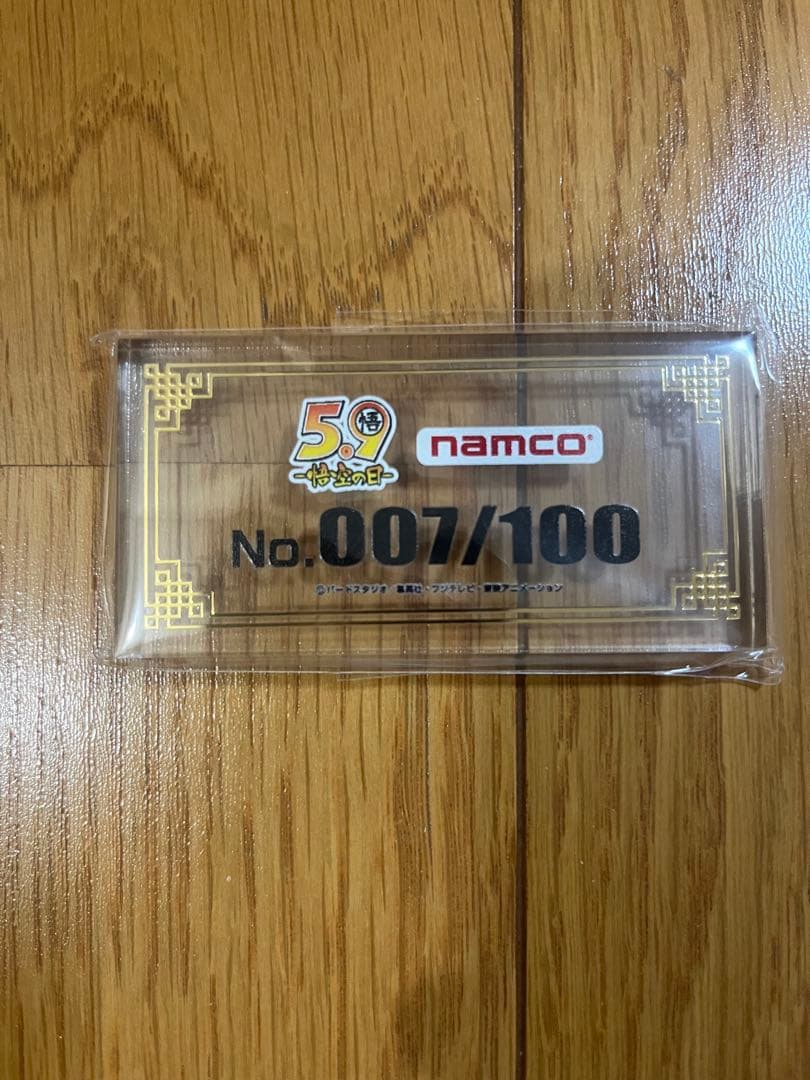 5.9
悟
namco
-悟空の日-
No.007/100
©バードスタジオ/集英社・フジテレビ・東映アニメーション